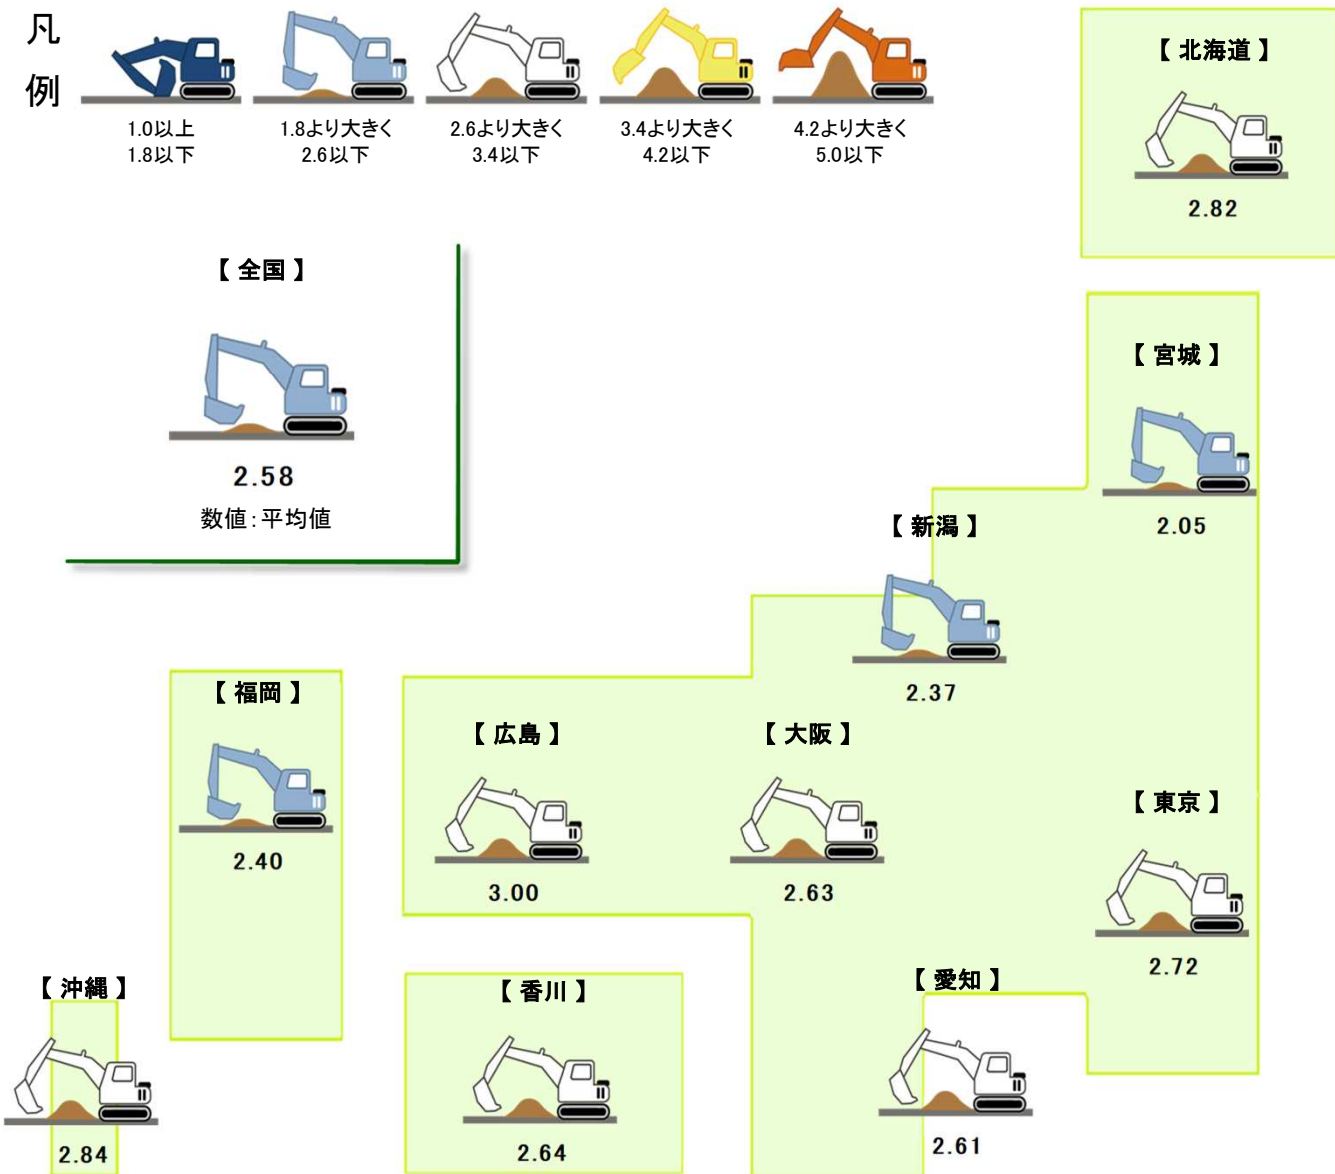 凡
例
1.0以上
1.8以下
1.8より大きく
2.6以下
2.6より大きく
3.4以下
3.4より大きく
4.2以下
4.2より大きく
5.0以下
【 北海道 】
2.82
【 全国 】
2.58
数値：平均値
【 宮城 】
2.05
【 新潟 】
2.37
【 福岡 】
2.40
【 広島 】
3.00
【 大阪 】
2.63
【 東京 】
2.72
【 沖縄 】
2.84
【 香川 】
2.64
【 愛知 】
2.61